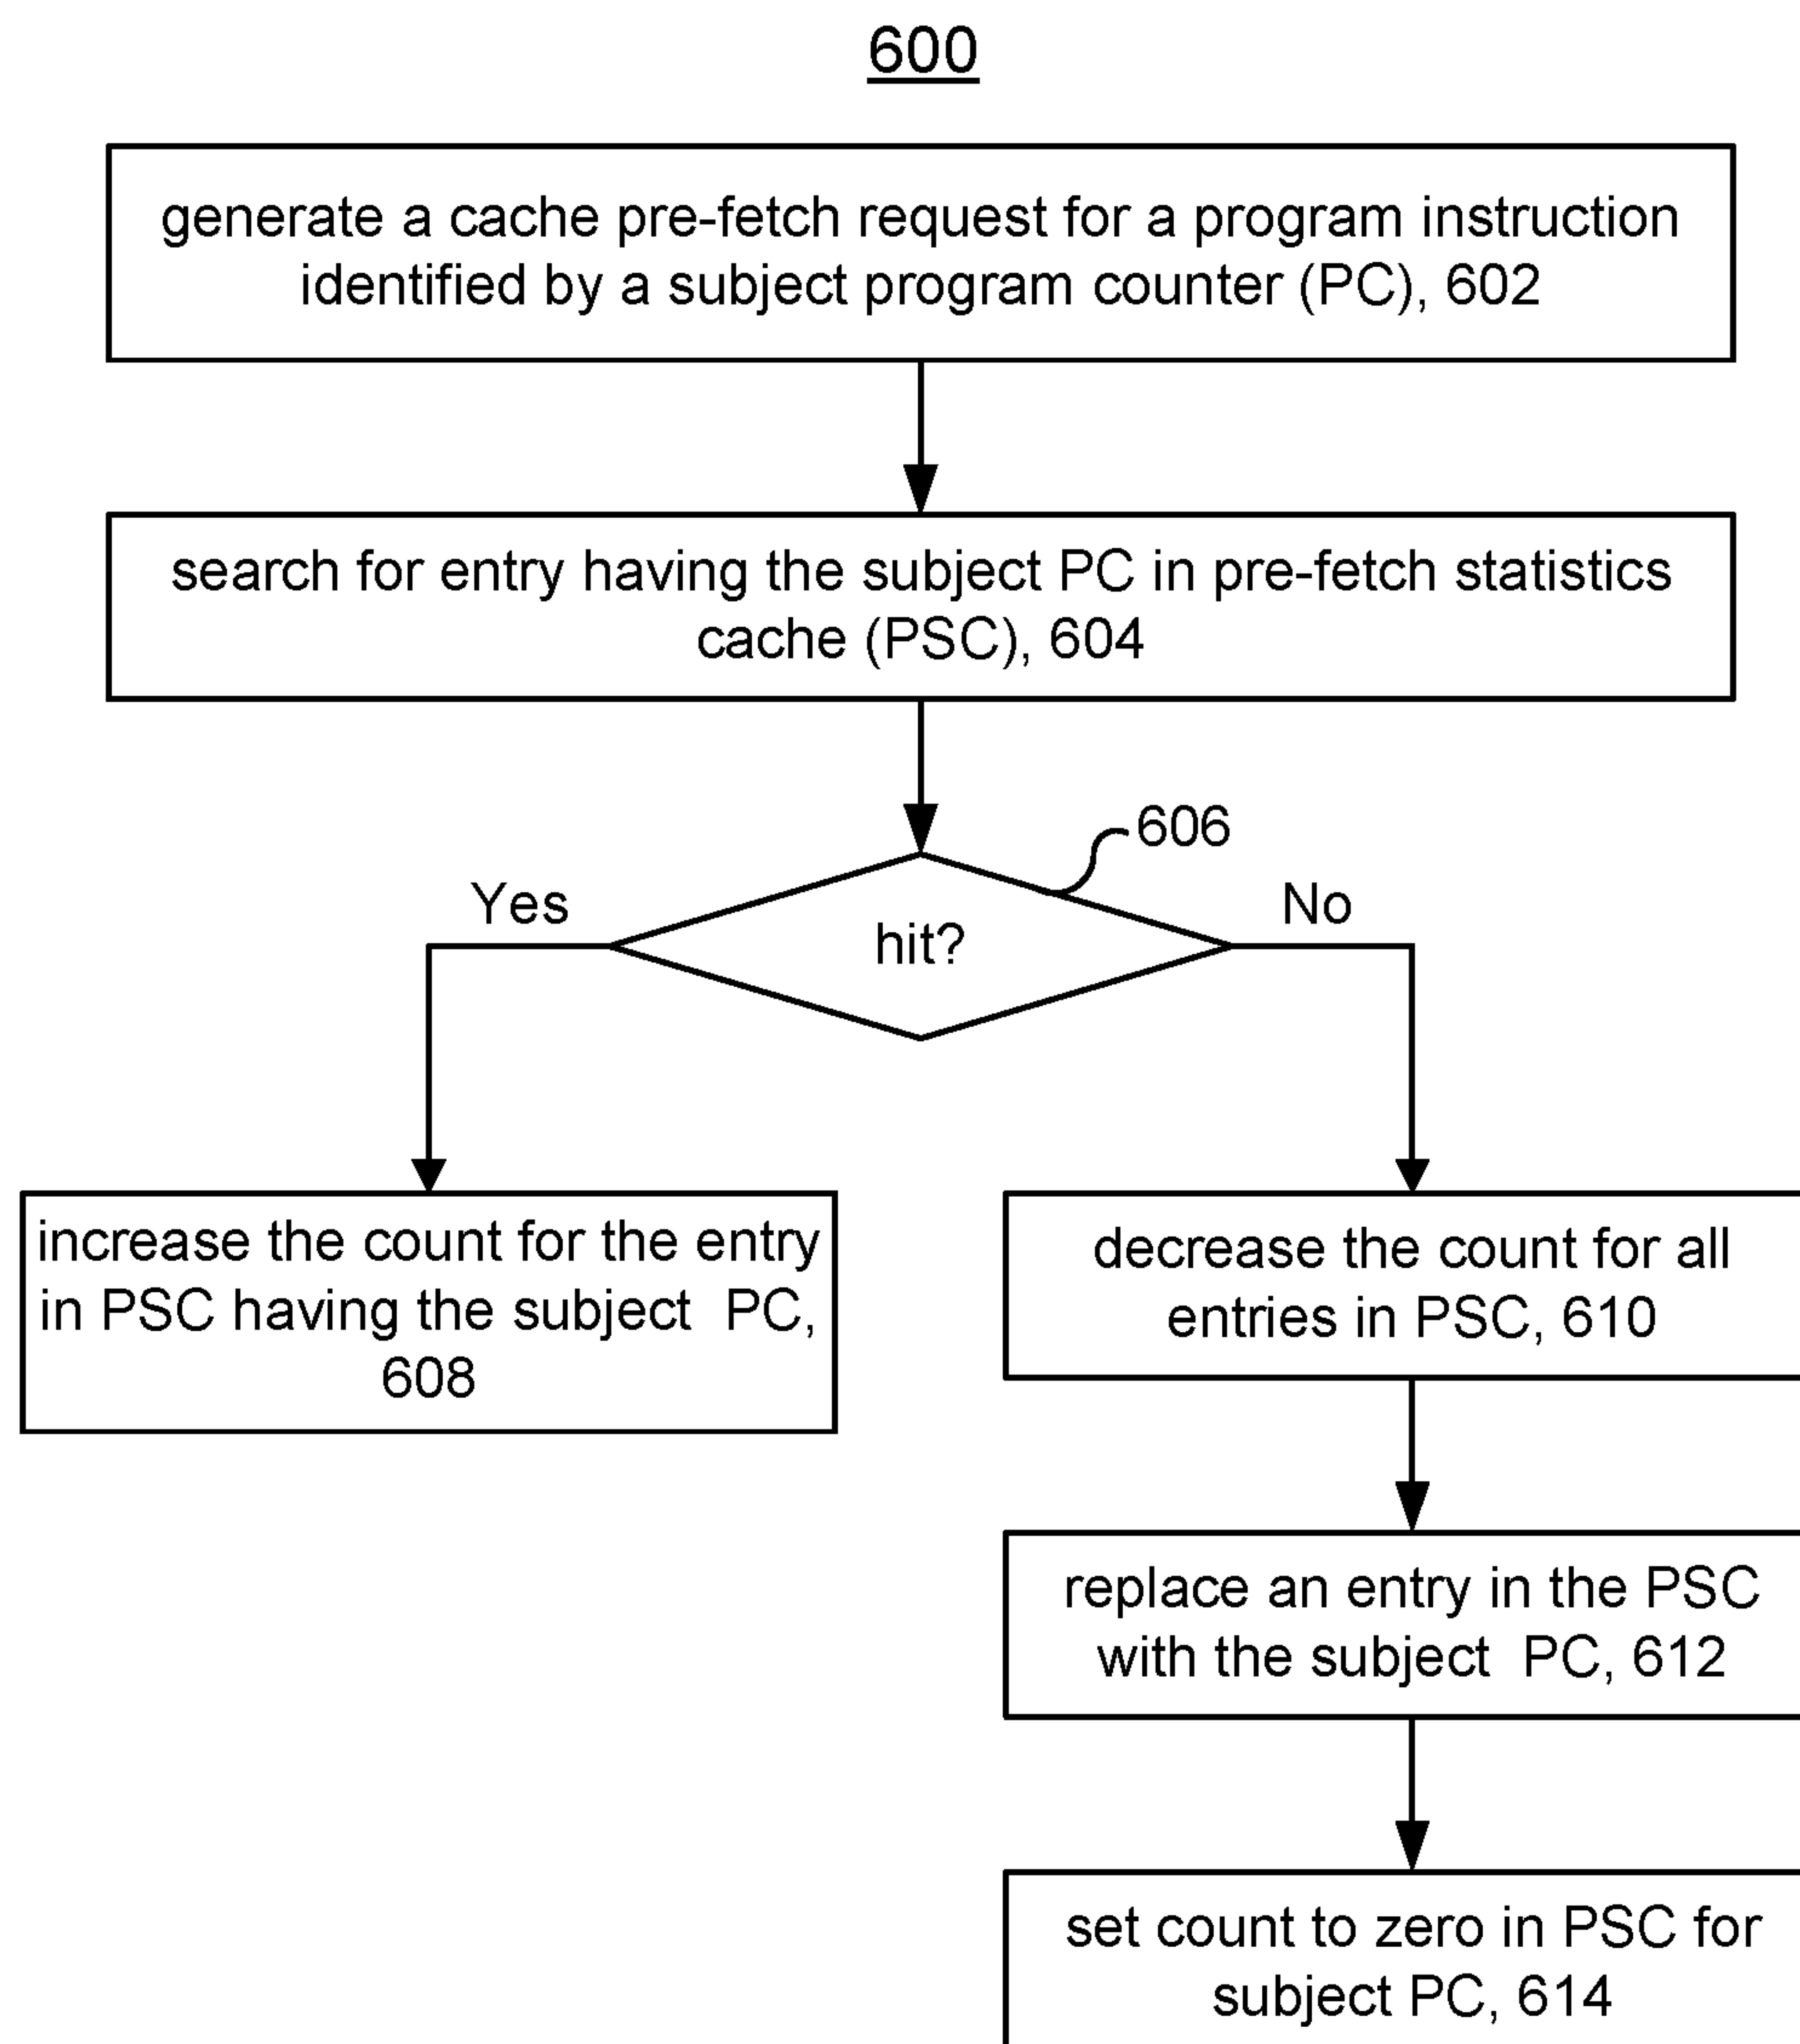 600
generate a cache pre-fetch request for a program instruction
identified by a subject program counter (PC), 602
search for entry having the subject PC in pre-fetch statistics
cache (PSC), 604
606
Yes
No
hit?
increase the count for the entry
in PSC having the subject PC,
608
decrease the count for all
entries in PSC, 610
replace an entry in the PSC
with the subject PC, 612
set count to zero in PSC for
subject PC, 614